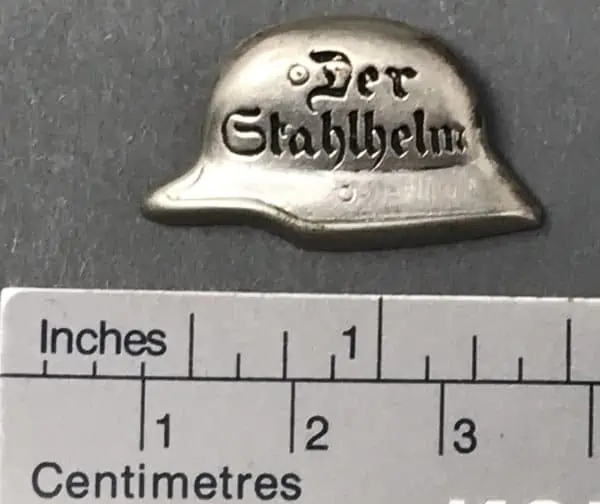 Der
Stahlhelm
Inches
1
1 2 3
Centimetres